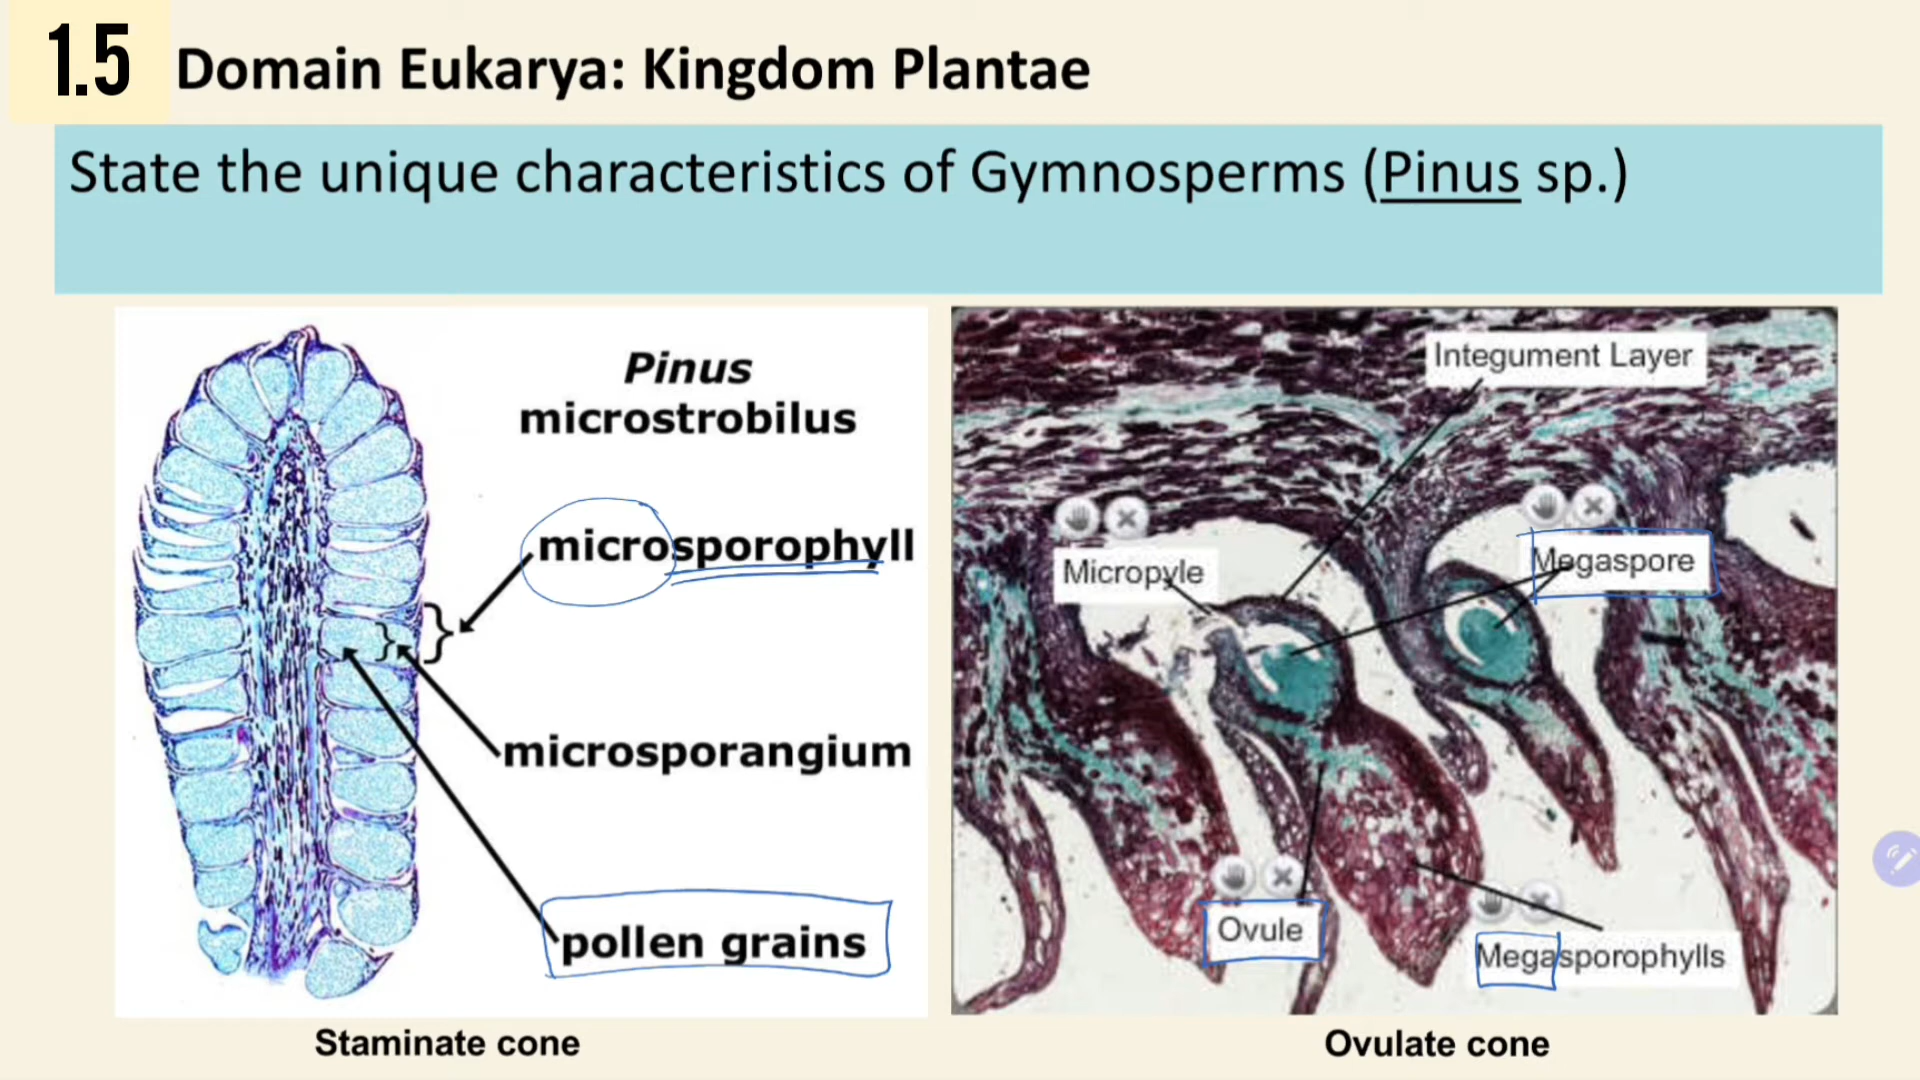 1.5 Domain Eukarya: Kingdom Plantae
State the unique characteristics of Gymnosperms (Pinus sp.)
Pinus
microstrobilus
microsporophyll
microsporangium
pollen grains
Staminate cone
Integument Layer
Micropyle
Megaspore
Ovule
Megasporophylls
Ovulate cone